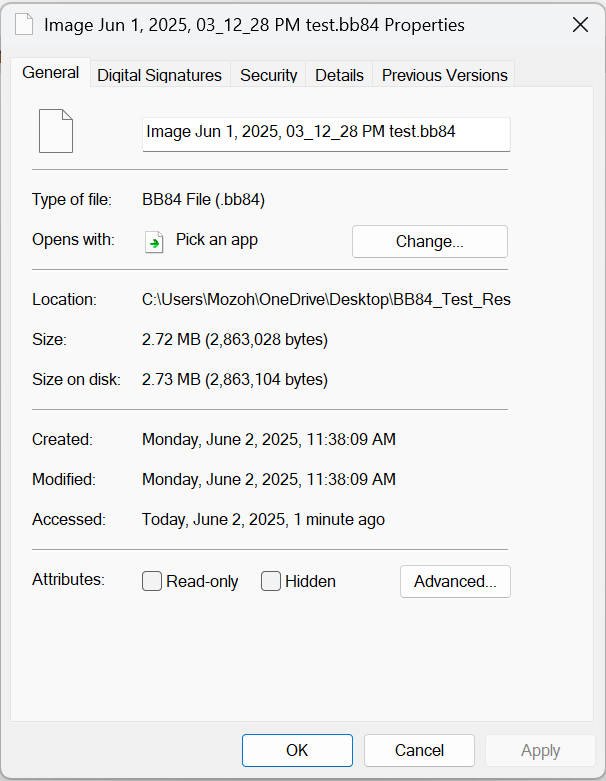 Image Jun 1, 2025, 03_12_28 PM test.bb84 Properties
General Digital Signatures Security Details Previous Versions
Image Jun 1, 2025, 03_12_28 PM test.bb84
Type of file: BB84 File (.bb84)
Opens with: Pick an app Change...
Location: C:\Users\Mozoh\OneDrive\Desktop\BB84_Test_Res
Size: 2.72 MB (2,863,028 bytes)
Size on disk: 2.73 MB (2,863,104 bytes)
Created: Monday, June 2, 2025, 11:38:09 AM
Modified: Monday, June 2, 2025, 11:38:09 AM
Accessed: Today, June 2, 2025, 1 minute ago
Attributes: Read-only Hidden Advanced...
OK Cancel Apply